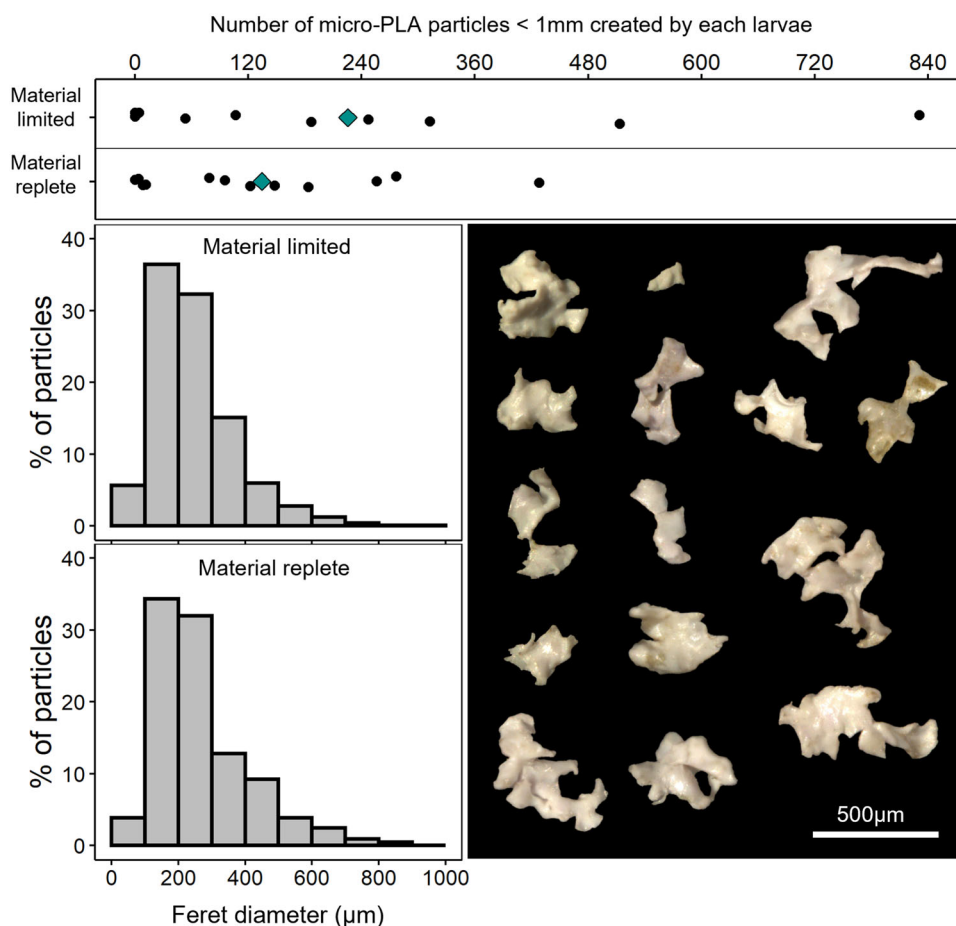 Number of micro-PLA particles < 1mm created by each larvae
0 120 240 360 480 600 720 840
Material
limited
Material
replete
Material limited
% of particles
40
30
20
10
0
Material replete
% of particles
40
30
20
10
0
0 200 400 600 800 1000
Feret diameter (µm)
500µm